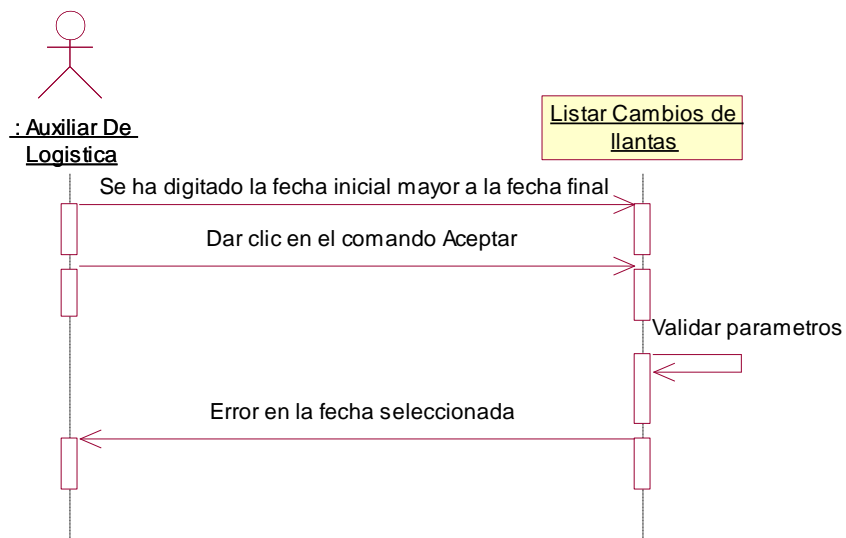 : Auxiliar De
Logistica
Listar Cambios de
llantas
Se ha digitado la fecha inicial mayor a la fecha final
Dar clic en el comando Aceptar
Validar parametros
Error en la fecha seleccionada